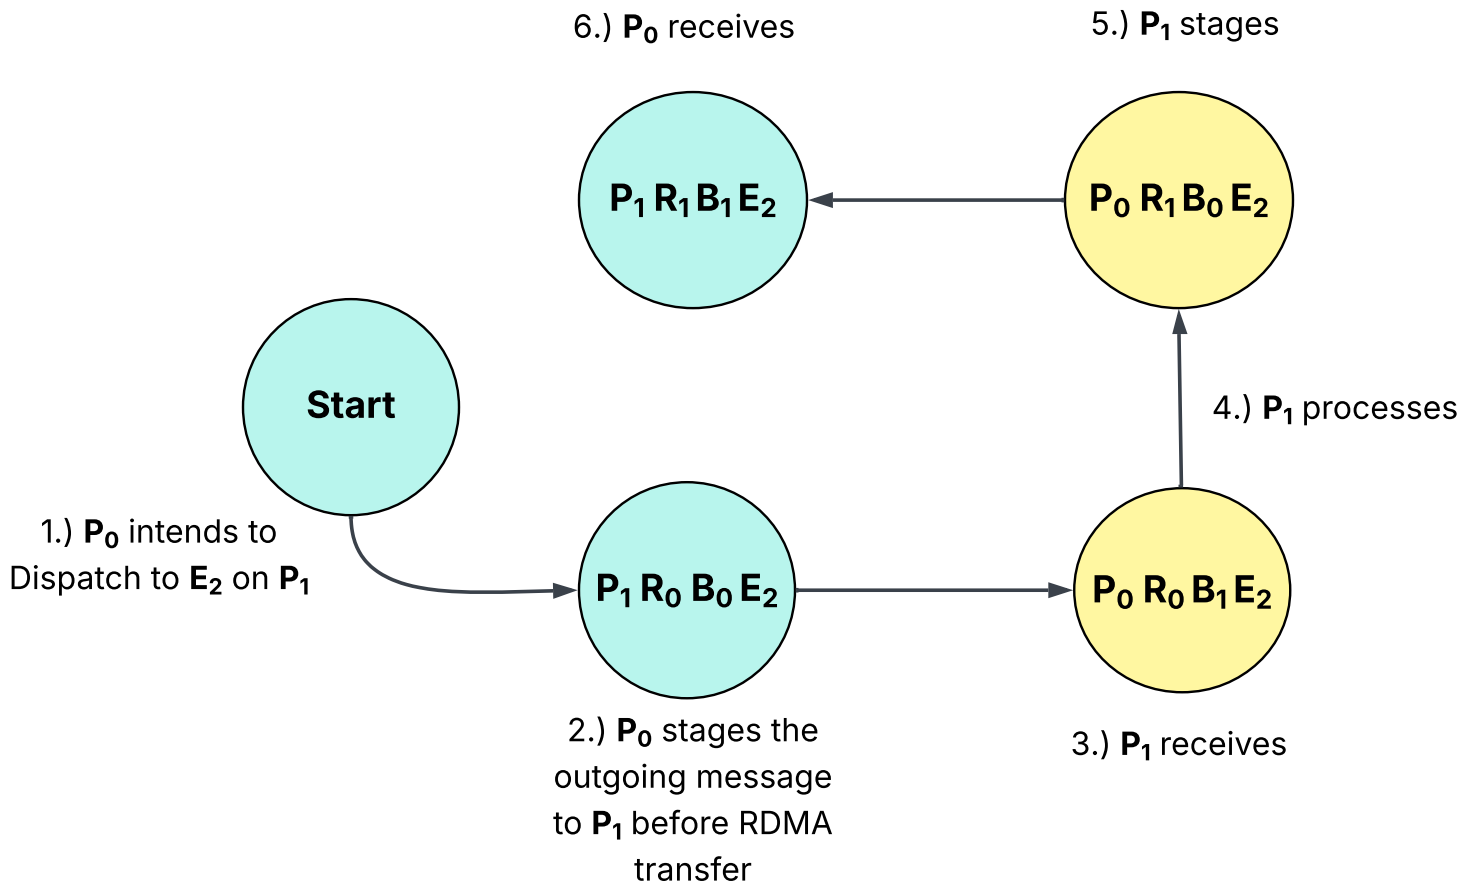 6.) P₀ receives
5.) P₁ stages
P₁ R₁ B₁ E₂
P₀ R₁ B₀ E₂
Start
4.) P₁ processes
1.) P₀ intends to
Dispatch to E₂ on P₁
P₁ R₀ B₀ E₂
P₀ R₀ B₁ E₂
2.) P₀ stages the
outgoing message
to P₁ before RDMA
transfer
3.) P₁ receives